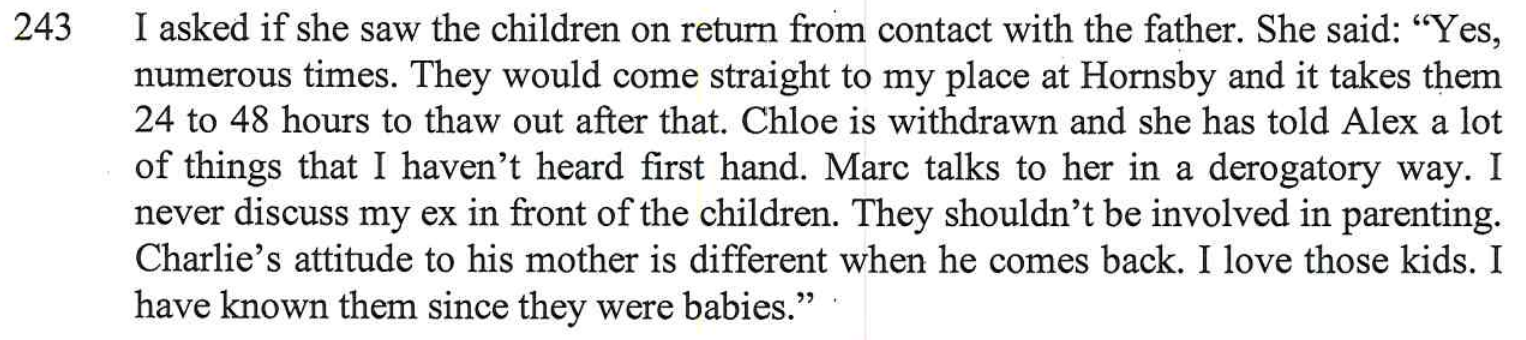 243 I asked if she saw the children on return from contact with the father. She said: “Yes,
numerous times. They would come straight to my place at Hornsby and it takes them
24 to 48 hours to thaw out after that. Chloe is withdrawn and she has told Alex a lot
of things that I haven’t heard first hand. Marc talks to her in a derogatory way. I
never discuss my ex in front of the children. They shouldn’t be involved in parenting.
Charlie’s attitude to his mother is different when he comes back. I love those kids. I
have known them since they were babies.”